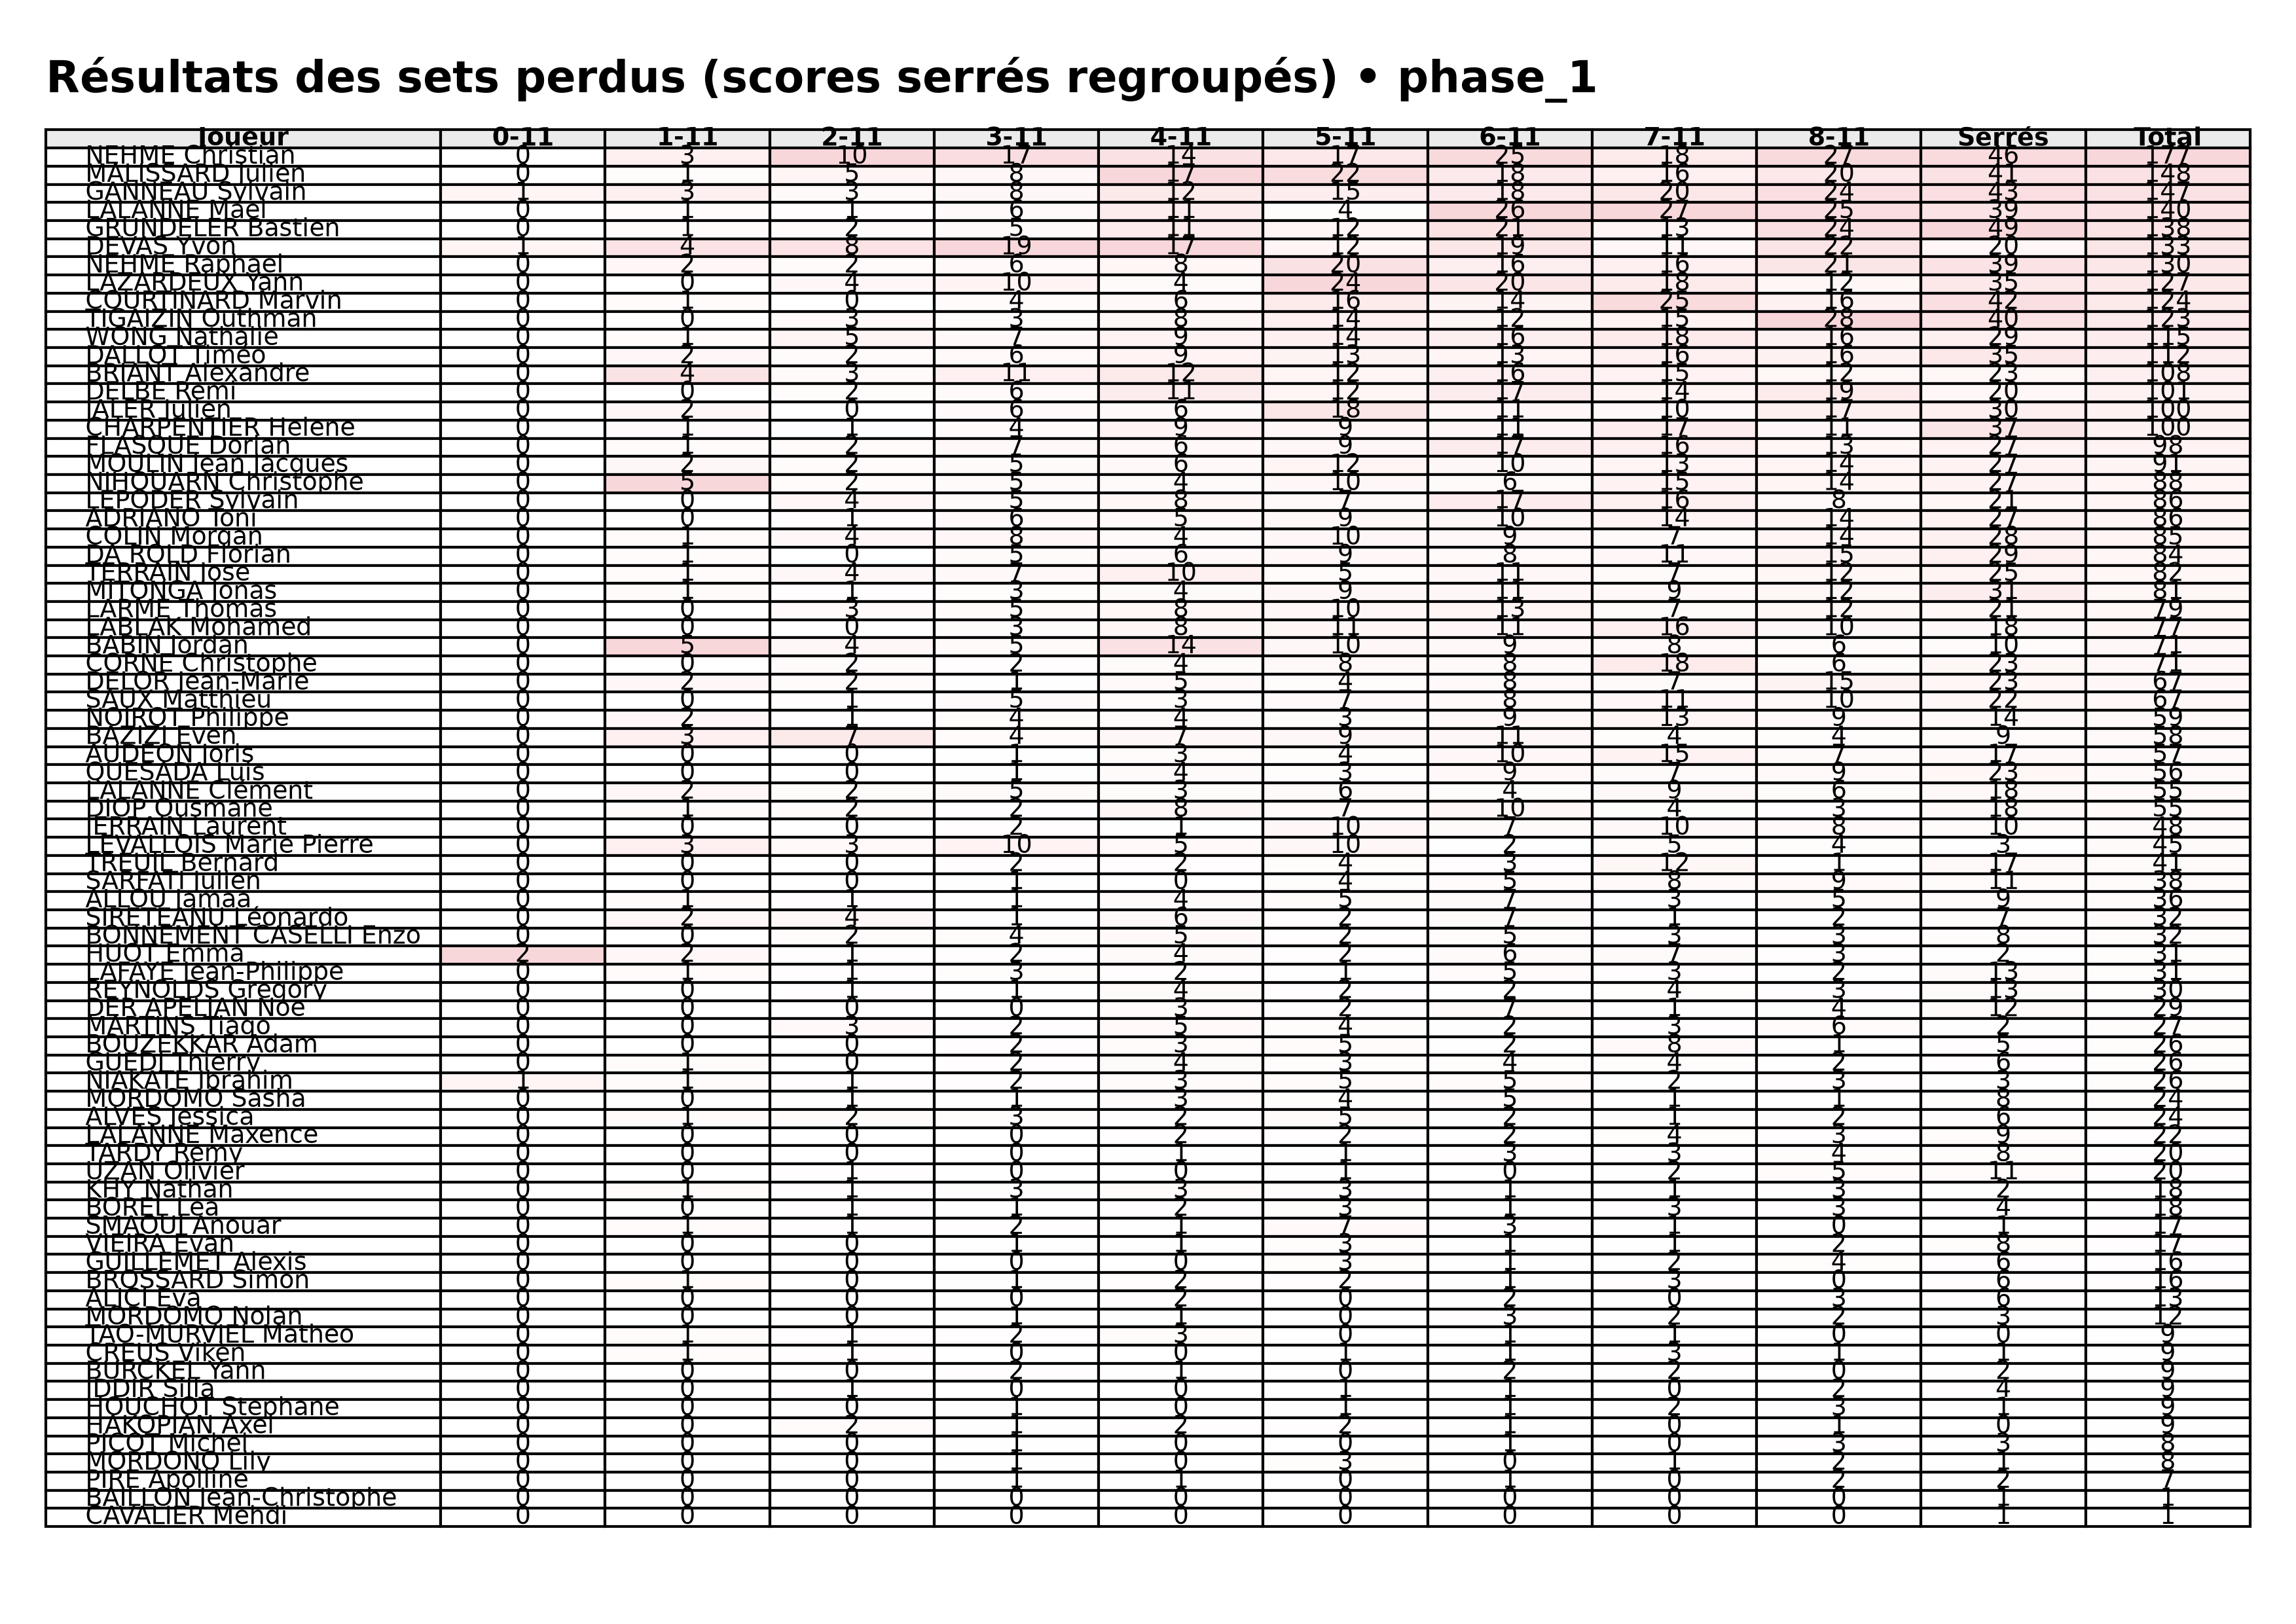 Résultats des sets perdus (scores serrés regroupés) • phase_1
Joueur 0-11 1-11 2-11 3-11 4-11 5-11 6-11 7-11 8-11 Serrés Total
NEHME Christian 0 3 10 17 14 17 25 18 27 46 177
MALISSARD Julien 0 1 5 8 17 22 18 16 20 41 148
GANNEAU Sylvain 1 3 3 8 12 15 18 20 24 43 147
LALANNE Mael 0 1 1 6 11 4 26 27 25 39 140
GRUNDELER Bastien 0 1 2 5 11 12 21 13 24 49 138
DEVAS Yvon 1 4 8 19 17 12 19 11 22 20 133
NEHME Raphael 0 2 2 6 8 20 16 16 21 39 130
LAZARDEUX Yann 0 0 4 10 4 24 20 18 12 35 127
COURTINARD Marvin 0 1 0 4 6 16 14 25 16 42 124
TIGAIZIN Outhman 0 0 3 3 8 14 12 15 28 40 123
WONG Nathalie 0 1 5 7 9 14 16 18 16 29 115
DALLOT Timéo 0 2 2 6 9 13 13 16 16 35 112
BRIANT Alexandre 0 4 3 11 12 12 16 15 12 23 108
DELBE Remi 0 0 2 6 11 12 17 14 19 20 101
JALER Julien 0 2 0 6 6 18 11 10 17 30 100
CHARPENTIER Helene 0 1 1 4 9 9 11 17 11 37 100
FLASQUE Dorian 0 1 2 7 6 9 17 16 13 27 98
MOULIN Jean Jacques 0 2 2 5 6 12 10 13 14 27 91
NIHOUARN Christophe 0 5 2 5 4 10 6 15 14 27 88
LEPODER Sylvain 0 0 4 5 8 7 17 16 8 21 86
ADRIANO Toni 0 0 1 6 5 9 10 14 14 27 86
COLIN Morgan 0 1 4 8 4 10 9 7 14 28 85
DA ROLD Florian 0 1 0 5 6 9 8 11 15 29 84
TERRAIN Jose 0 1 4 7 10 5 11 7 12 25 82
MITONGA Jonas 0 1 1 3 4 9 11 9 12 31 81
LARME Thomas 0 0 3 5 8 10 13 7 12 21 79
LABLAK Mohamed 0 0 0 3 8 11 11 16 10 18 77
BABIN Jordan 0 5 4 5 14 10 9 8 6 10 71
CORNE Christophe 0 0 2 2 4 8 8 18 6 23 71
DELOR Jean-Marie 0 2 2 1 5 4 8 7 15 23 67
SAUX Matthieu 0 0 1 5 3 7 8 11 10 22 67
NOIROT Philippe 0 2 1 4 4 3 9 13 9 14 59
BAZIZI Even 0 3 7 4 7 9 11 4 4 9 58
AUDEON Joris 0 0 0 1 3 4 10 15 7 17 57
QUESADA Luis 0 0 0 1 4 3 9 7 9 23 56
LALANNE Clement 0 2 2 5 3 6 4 9 6 18 55
DIOP Ousmane 0 1 2 2 8 7 10 4 3 18 55
JERRAIN Laurent 0 0 0 2 1 10 7 10 8 10 48
LEVALLOIS Marie Pierre 0 3 3 10 5 10 2 5 4 3 45
TREUIL Bernard 0 0 0 2 2 4 3 12 1 17 41
SARFATI Julien 0 0 0 1 0 4 5 8 9 11 38
ALLOU Jamaa 0 1 1 1 4 5 7 3 5 9 36
SIRETEANU Léonardo 0 2 4 1 6 2 7 1 2 7 32
BONNEMENT CASELLI Enzo 0 0 2 4 5 2 5 3 3 8 32
HUOT Emma 2 2 1 2 4 2 6 7 3 2 31
LAFAYE Jean-Philippe 0 1 1 3 2 1 5 3 2 13 31
REYNOLDS Gregory 0 0 1 1 4 2 2 4 3 13 30
DER APELIAN Noe 0 0 0 0 3 2 7 1 4 12 29
MARTINS Tiago 0 0 3 2 5 4 2 3 6 2 27
BOUZEKKAR Adam 0 0 0 2 3 5 2 8 1 5 26
GUEDJ Thierry 0 1 0 2 4 3 4 4 2 6 26
NIAKATE Ibrahim 1 1 1 2 3 5 5 2 3 3 26
MORDOMO Sasha 0 0 1 1 3 4 5 1 1 8 24
ALVES Jessica 0 1 2 3 2 5 2 1 2 6 24
LALANNE Maxence 0 0 0 0 2 2 2 4 3 9 22
TARDY Remy 0 0 0 0 1 1 3 3 4 8 20
UZAN Olivier 0 0 1 0 0 1 0 2 5 11 20
KHY Nathan 0 1 1 3 3 3 1 1 3 2 18
BOREL Lea 0 0 1 1 2 3 1 3 3 4 18
SMAOUI Anouar 0 1 1 2 1 7 3 1 0 1 17
VIEIRA Evan 0 0 0 1 1 3 1 1 2 8 17
GUILLEMET Alexis 0 0 0 0 0 3 1 2 4 6 16
BROSSARD Simon 0 1 0 1 2 2 1 3 0 6 16
ALICI Eva 0 0 0 0 2 0 2 0 3 6 13
MORDOMO Nolan 0 0 0 1 1 0 3 2 2 3 12
TAO-MURVIEL Matheo 0 1 1 2 3 0 1 1 0 0 9
CREUS Viken 0 1 1 0 0 1 1 3 1 1 9
BURCKEL Yann 0 0 0 2 1 0 2 2 0 2 9
IDDIR Silla 0 0 1 0 0 1 1 0 2 4 9
HOUCHOT Stephane 0 0 0 1 0 1 1 2 3 1 9
HAKOPIAN Axel 0 0 2 1 2 2 1 0 1 0 9
PICOT Michel 0 0 0 1 0 0 1 0 3 3 8
MORDONO Lily 0 0 0 1 0 3 0 1 2 1 8
PIRE Apolline 0 0 0 1 1 0 1 0 2 2 7
BAILLON Jean-Christophe 0 0 0 0 0 0 0 0 0 1 1
CAVALIER Mehdi 0 0 0 0 0 0 0 0 0 1 1